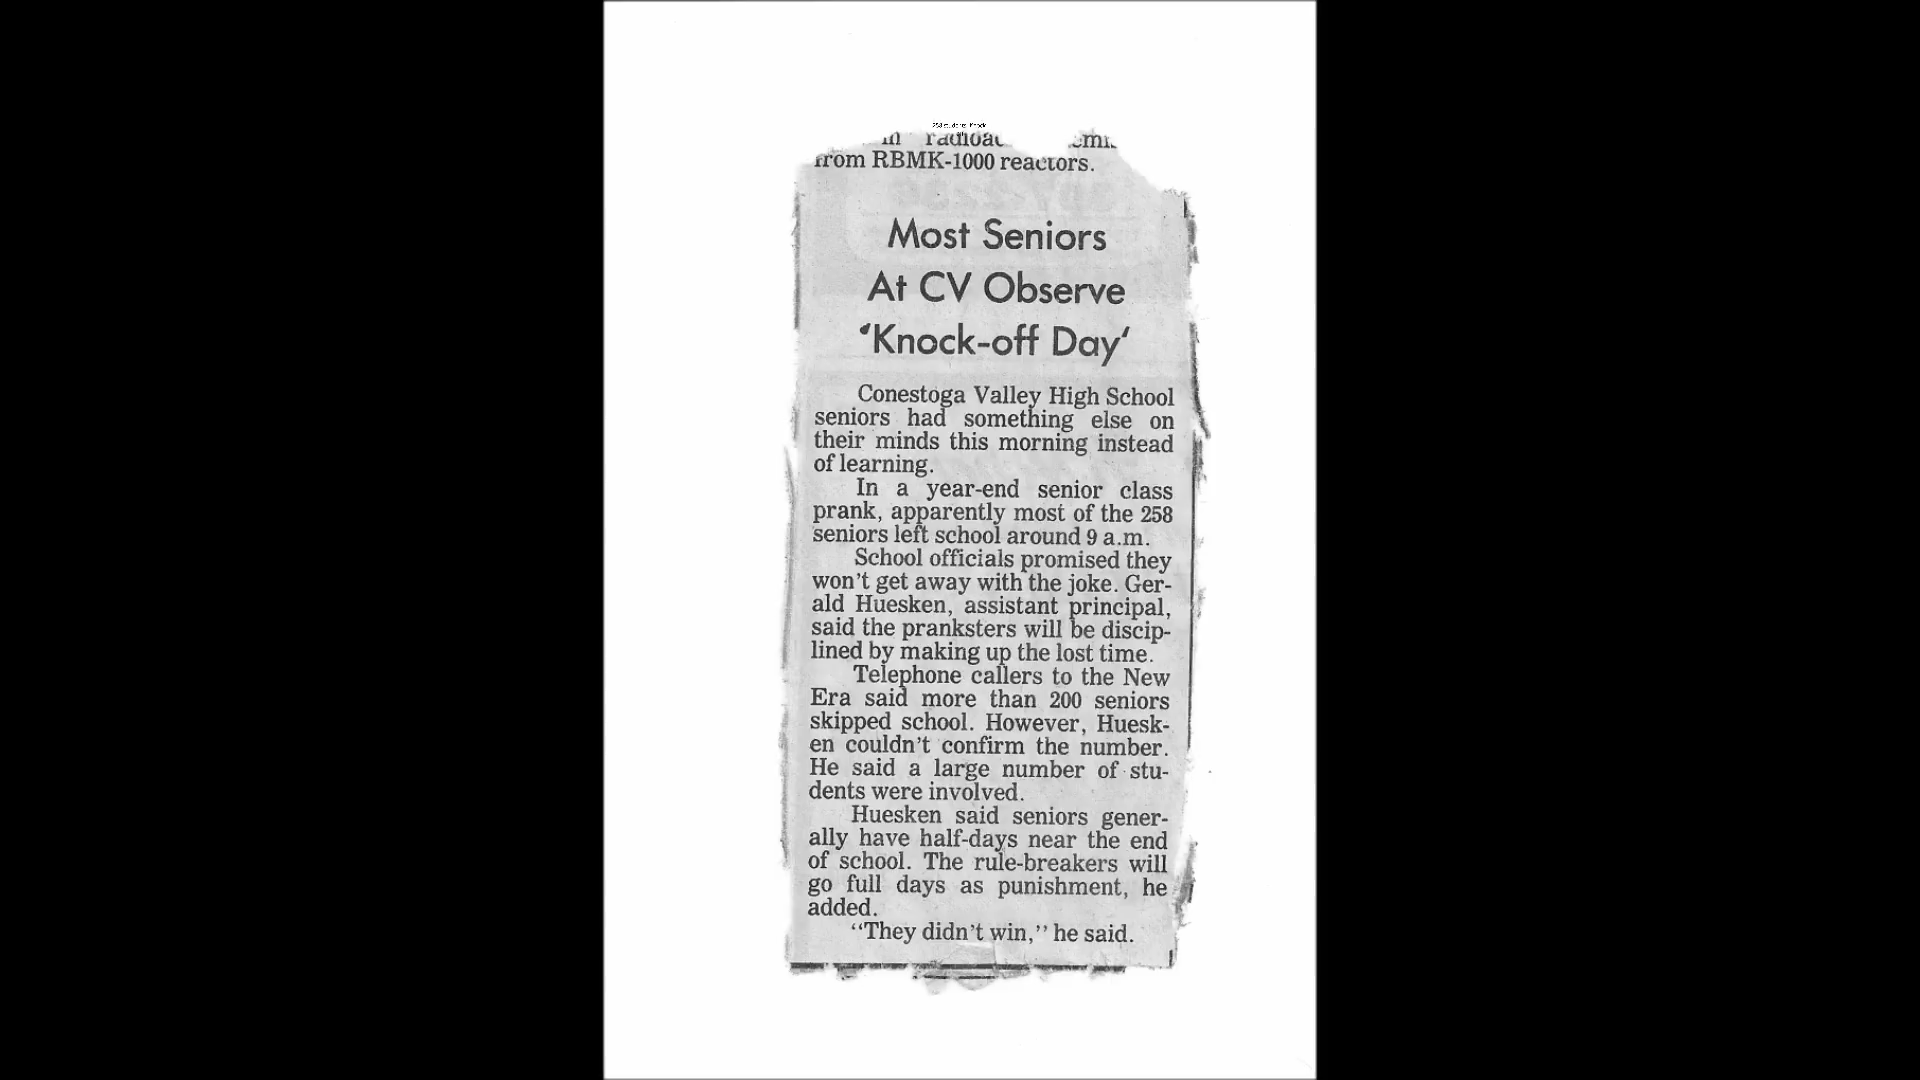 258 students Knock
in radioac
from RBMK-1000 reactors.
Most Seniors
At CV Observe
‘Knock-off Day’
Conestoga Valley High School
seniors had something else on
their minds this morning instead
of learning.
In a year-end senior class
prank, apparently most of the 258
seniors left school around 9 a.m.
School officials promised they
won't get away with the joke. Ger-
ald Huesken, assistant principal,
said the pranksters will be discip-
lined by making up the lost time.
Telephone callers to the New
Era said more than 200 seniors
skipped school. However, Huesk-
en couldn't confirm the number.
He said a large number of stu-
dents were involved.
Huesken said seniors gener-
ally have half-days near the end
of school. The rule-breakers will
go full days as punishment, he
added.
“They didn't win,” he said.